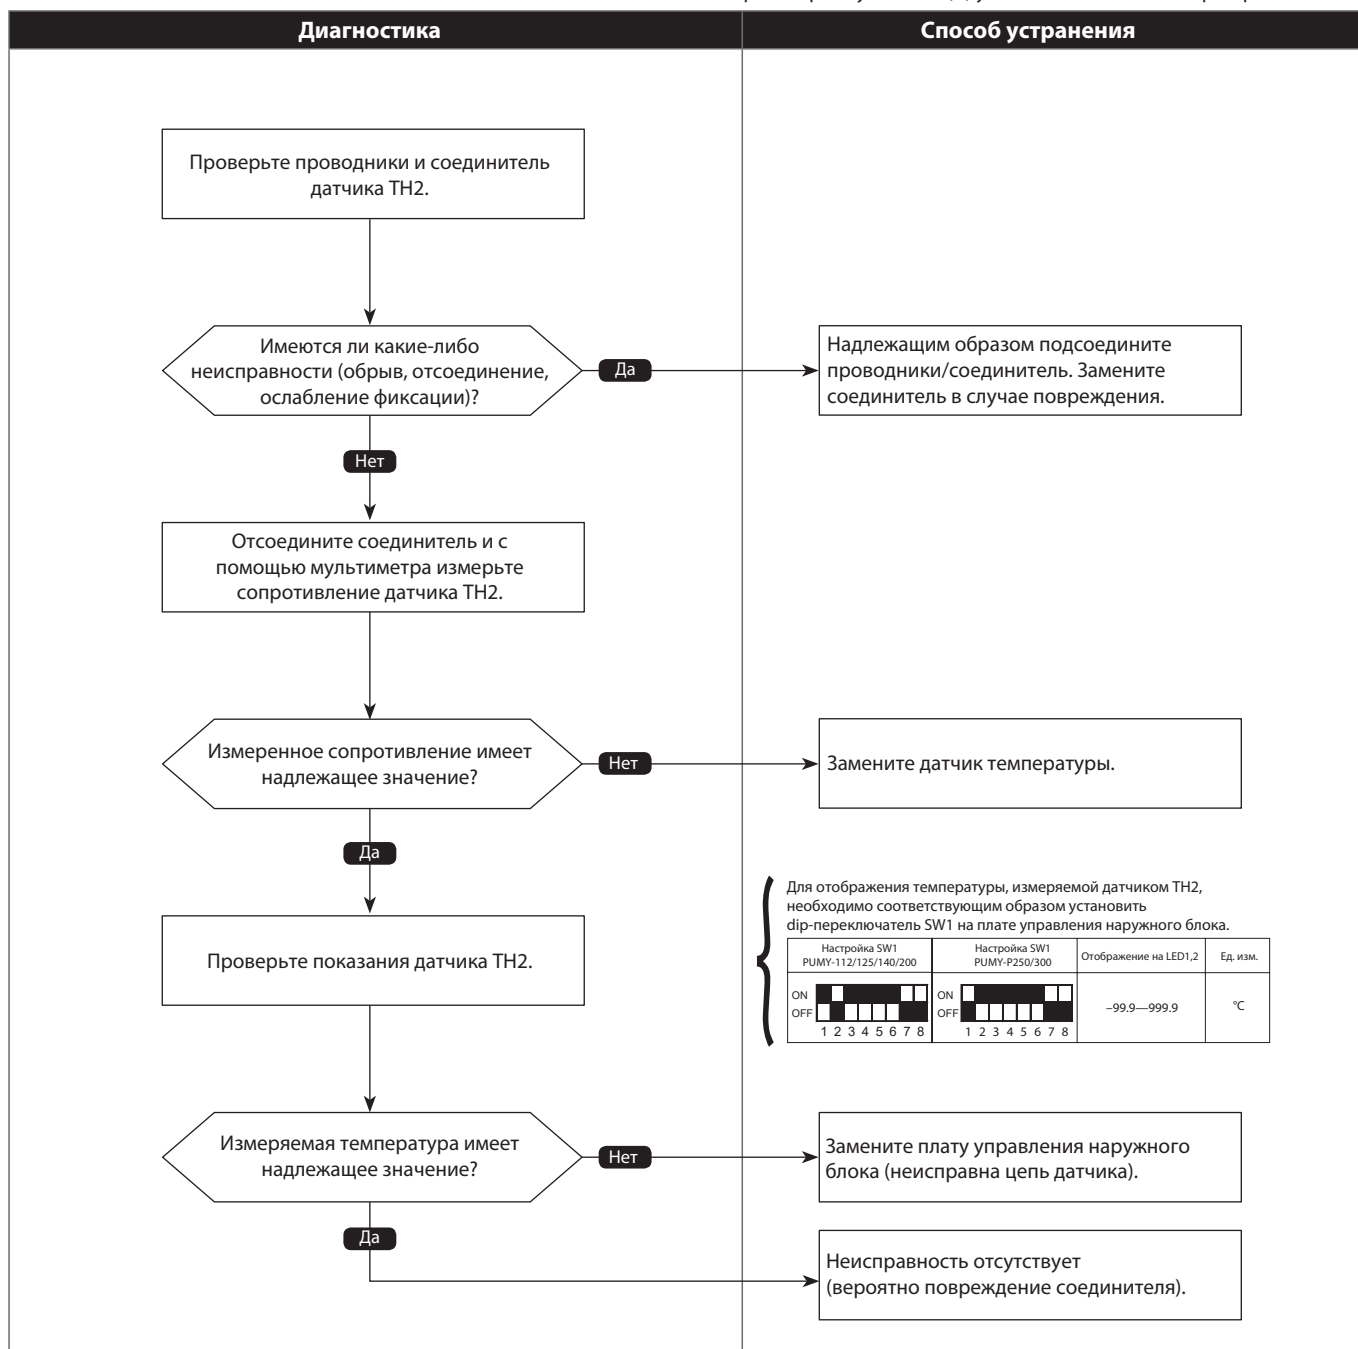 Диагностика
Способ устранения
Проверьте проводники и соединитель
датчика TH2.
Имеются ли какие-либо
неисправности (обрыв, отсоединение,
ослабление фиксации)?
Да
Надлежащим образом подсоедините
проводники/соединитель. Замените
соединитель в случае повреждения.
Нет
Отсоедините соединитель и с
помощью мультиметра измерьте
сопротивление датчика TH2.
Измеренное сопротивление имеет
надлежащее значение?
Нет
Замените датчик температуры.
Да
Для отображения температуры, измеряемой датчиком TH2,
необходимо соответствующим образом установить
dip-переключатель SW1 на плате управления наружного блока.
Проверьте показания датчика TH2.
Настройка SW1
PUMY-112/125/140/200
Настройка SW1
PUMY-P250/300
Отображение на LED1,2
Ед. изм.
ON
OFF
1 2 3 4 5 6 7 8
ON
OFF
1 2 3 4 5 6 7 8
–99.9—999.9
°C
Измеряемая температура имеет
надлежащее значение?
Нет
Замените плату управления наружного
блока (неисправна цепь датчика).
Да
Неисправность отсутствует
(вероятно повреждение соединителя).